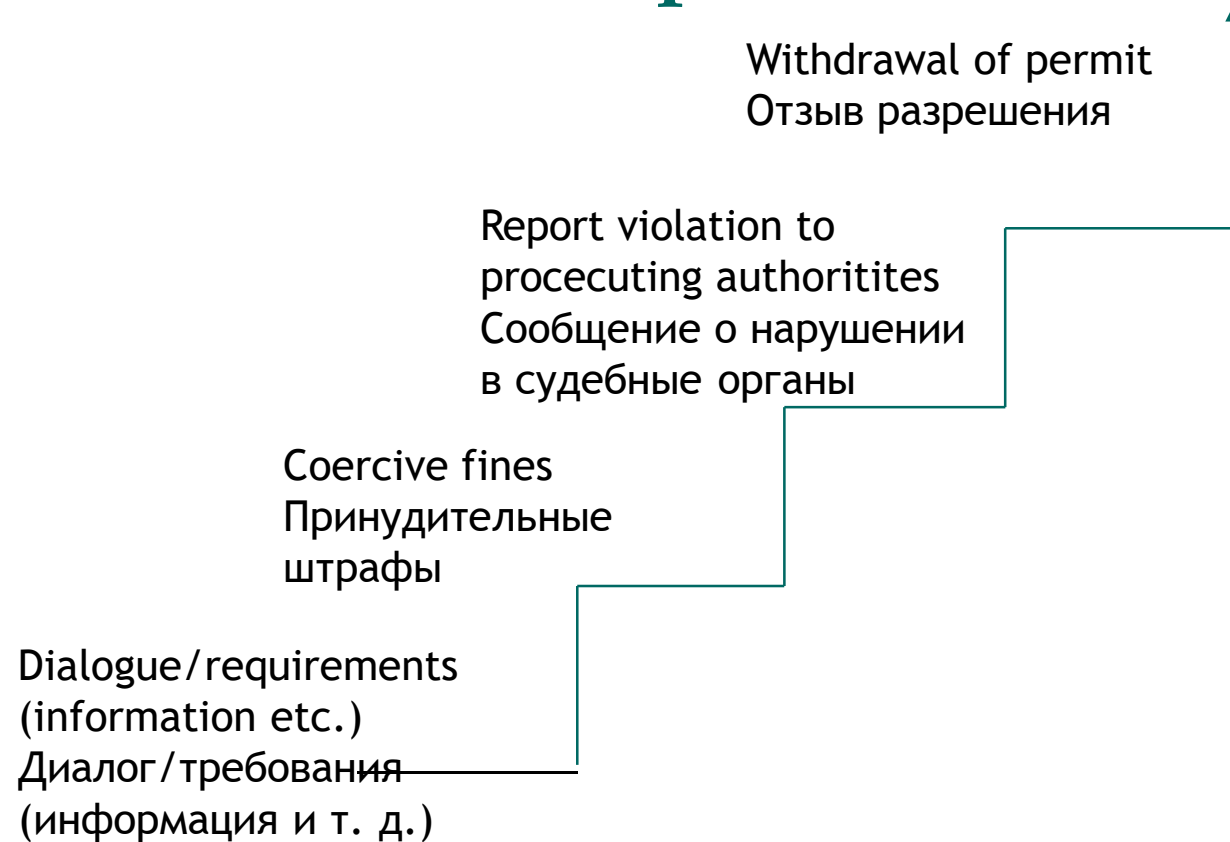 Withdrawal of permit
Отзыв разрешения
Report violation to
procecuting authoritites
Сообщение о нарушении
в судебные органы
Coercive fines
Принудительные
штрафы
Dialogue/requirements
(information etc.)
Диалог/требования
(информация и т. д.)